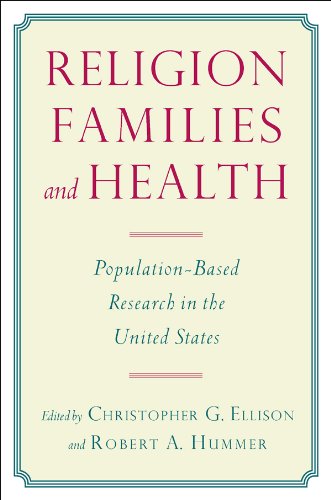 RELIGION
FAMILIES
and HEALTH
Population-Based
Research in the
United States
Edited by CHRISTOPHER G. ELLISON
and ROBERT A. HUMMER